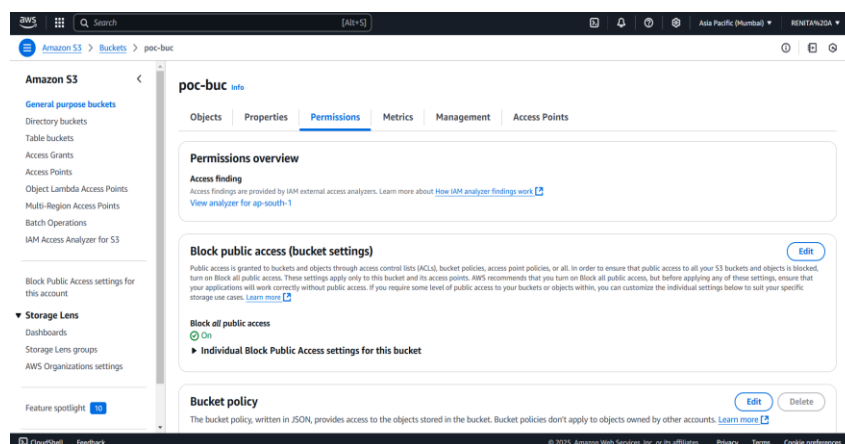 aws
Search
[Alt+S]
Asia Pacific (Mumbai) ▼
RENITA%20A ▼
Amazon S3 > Buckets > poc-buc
Amazon S3
General purpose buckets
Directory buckets
Table buckets
Access Grants
Access Points
Object Lambda Access Points
Multi-Region Access Points
Batch Operations
IAM Access Analyzer for S3
Block Public Access settings for
this account
▼ Storage Lens
Dashboards
Storage Lens groups
AWS Organizations settings
Feature spotlight 10
poc-buc Info
Objects
Properties
Permissions
Metrics
Management
Access Points
Permissions overview
Access finding
Access findings are provided by IAM external access analyzers. Learn more about How IAM analyzer findings work
View analyzer for ap-south-1
Block public access (bucket settings)
Edit
Public access is granted to buckets and objects through access control lists (ACLs), bucket policies, access point policies, or all. In order to ensure that public access to all your S3 buckets and objects is blocked,
turn on Block all public access. These settings apply only to this bucket and its access points. AWS recommends that you turn on Block all public access, but before applying any of these settings, ensure that
your applications will work correctly without public access. If you require some level of public access to your buckets or objects within, you can customize the individual settings below to suit your specific
storage use cases. Learn more
Block all public access
On
▶ Individual Block Public Access settings for this bucket
Bucket policy
Edit
Delete
The bucket policy, written in JSON, provides access to the objects stored in the bucket. Bucket policies don't apply to objects owned by other accounts. Learn more
CloudShell
Feedback
© 2025, Amazon Web Services, Inc. or its affiliates.
Privacy
Terms
Cookie preferences